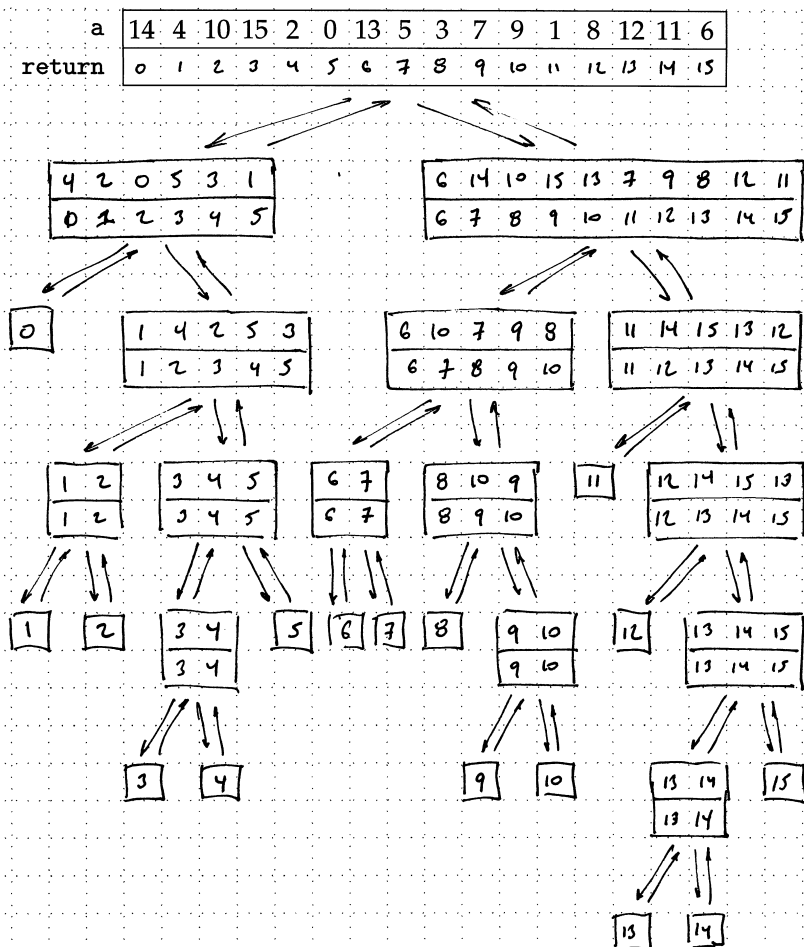 a 14 4 10 15 2 0 13 5 3 7 9 1 8 12 11 6
return 0 1 2 3 4 5 6 7 8 9 10 11 12 13 14 15
4 2 0 5 3 1 6 14 10 15 13 7 9 8 12 11
0 1 2 3 4 5 6 7 8 9 10 11 12 13 14 15
0 1 4 2 5 3 6 10 7 9 8 11 14 15 13 12
1 2 3 4 5 6 7 8 9 10 11 12 13 14 15
1 2 3 4 5 6 7 8 10 9 11 12 14 15 13
1 2 3 4 5 6 7 8 9 10 12 13 14 15
1 2 3 4 5 6 7 8 9 10 12 13 14 15
3 4 9 10 13 14 15
3 4 9 10 13 14 15
13 14
13 14